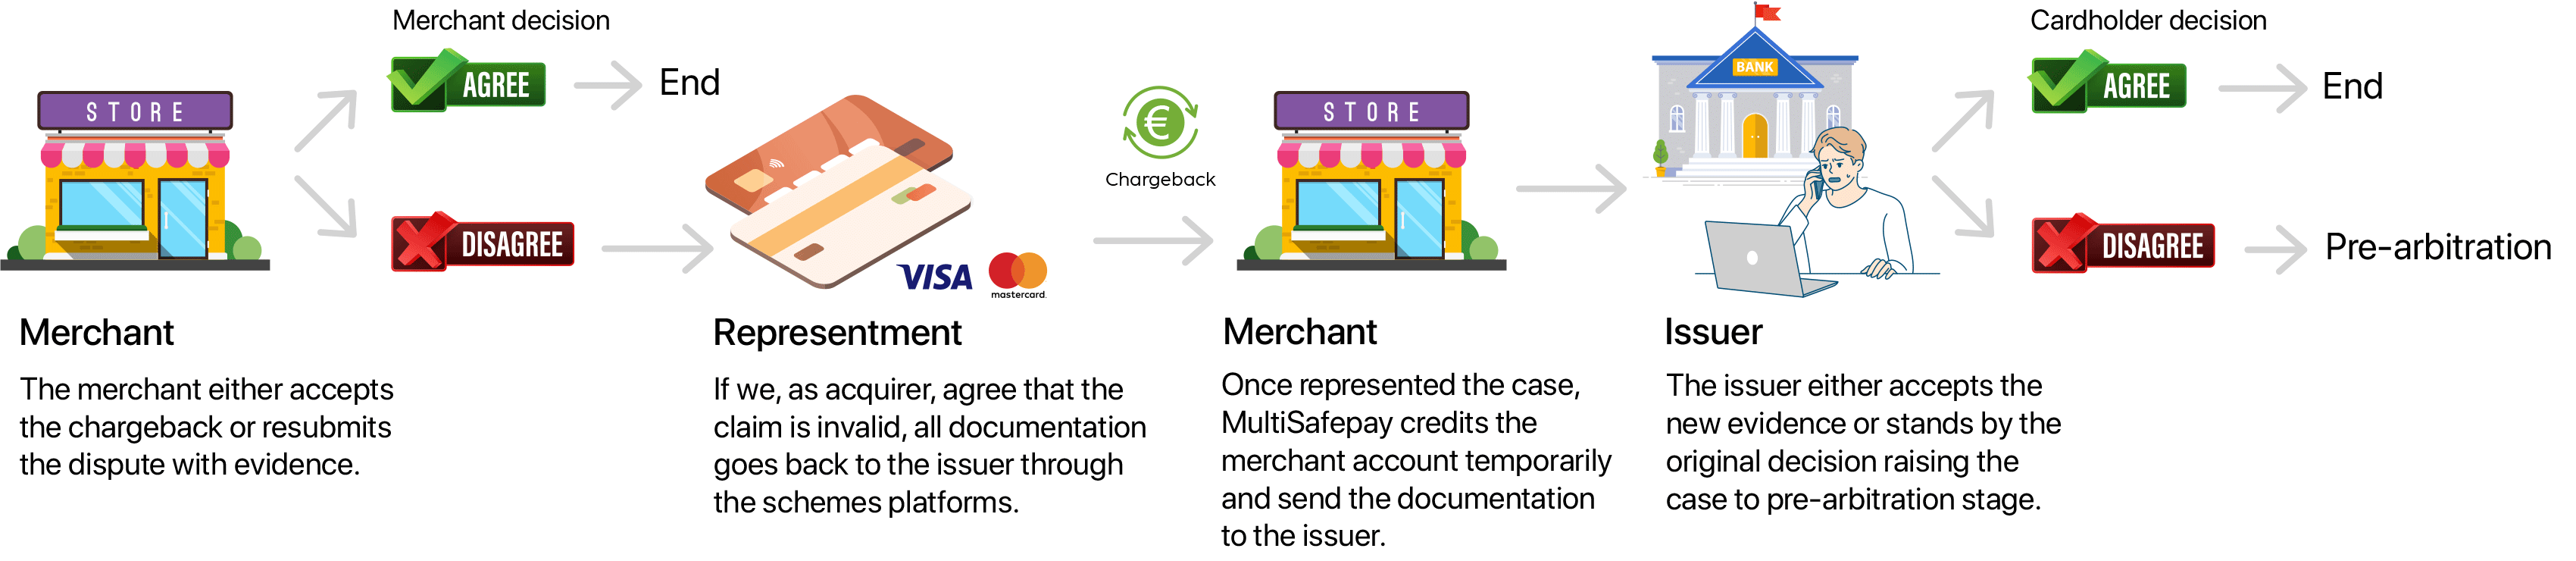 Merchant decision
STORE
AGREE
End
DISAGREE
VISA
mastercard.
Chargeback
STORE
BANK
Cardholder decision
AGREE
End
DISAGREE
Pre-arbitration
Merchant
The merchant either accepts
the chargeback or resubmits
the dispute with evidence.
Representment
If we, as acquirer, agree that the
claim is invalid, all documentation
goes back to the issuer through
the schemes platforms.
Merchant
Once represented the case,
MultiSafepay credits the
merchant account temporarily
and send the documentation
to the issuer.
Issuer
The issuer either accepts the
new evidence or stands by the
original decision raising the
case to pre-arbitration stage.